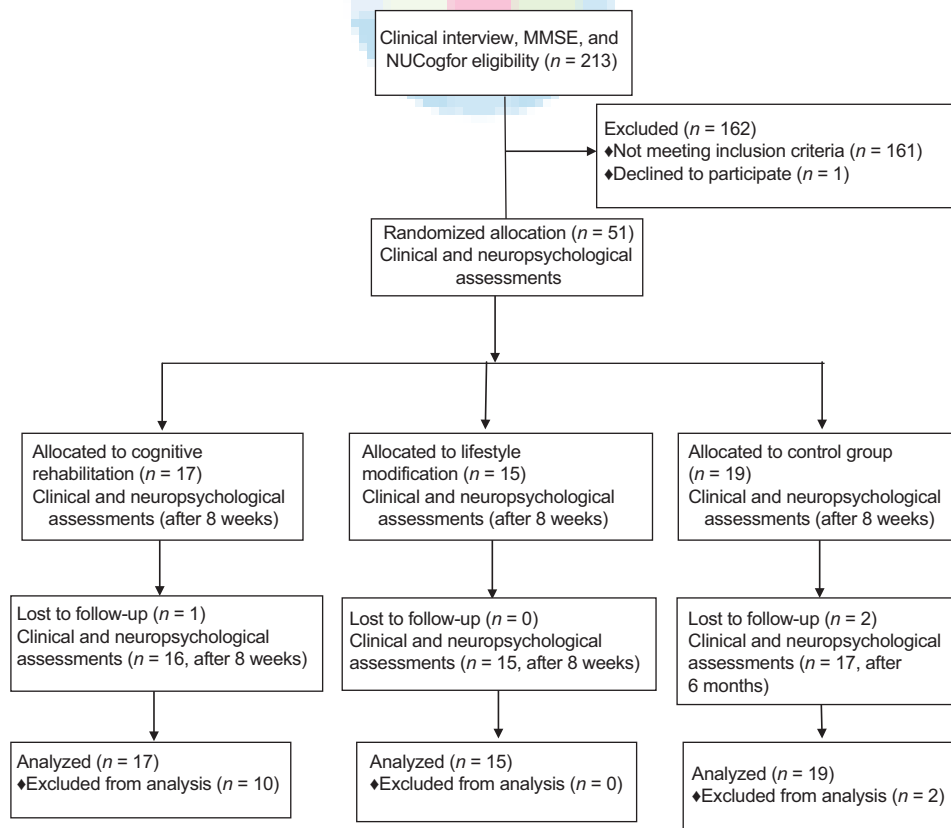 Clinical interview, MMSE, and
NUCogfor eligibility (n = 213)
Excluded (n = 162)
♦Not meeting inclusion criteria (n = 161)
♦Declined to participate (n = 1)
Randomized allocation (n = 51)
Clinical and neuropsychological
assessments
Allocated to cognitive
rehabilitation (n = 17)
Clinical and neuropsychological
assessments (after 8 weeks)
Allocated to lifestyle
modification (n = 15)
Clinical and neuropsychological
assessments (after 8 weeks)
Allocated to control group
(n = 19)
Clinical and neuropsychological
assessments (after 8 weeks)
Lost to follow-up (n = 1)
Clinical and neuropsychological
assessments (n = 16, after 8 weeks)
Lost to follow-up (n = 0)
Clinical and neuropsychological
assessments (n = 15, after 8 weeks)
Lost to follow-up (n = 2)
Clinical and neuropsychological
assessments (n = 17, after
6 months)
Analyzed (n = 17)
♦Excluded from analysis (n = 10)
Analyzed (n = 15)
♦Excluded from analysis (n = 0)
Analyzed (n = 19)
♦Excluded from analysis (n = 2)